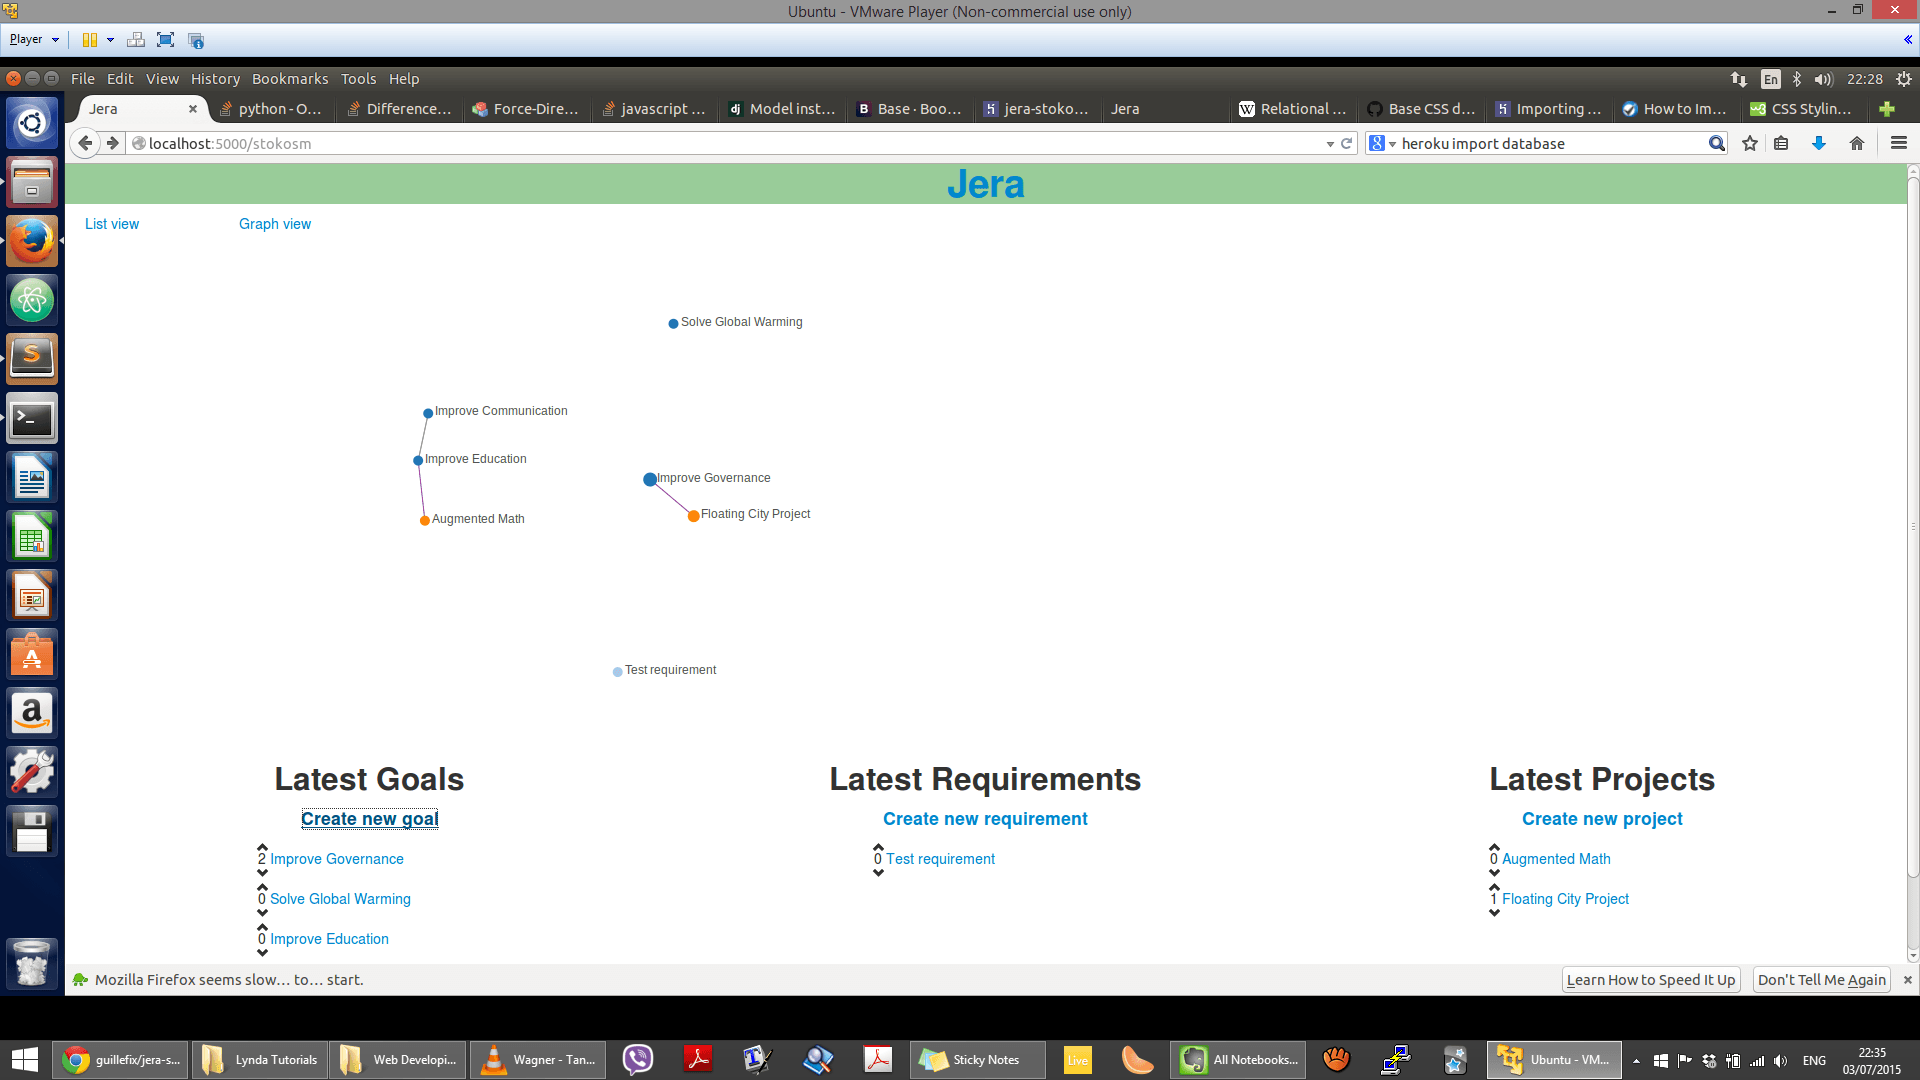 Ubuntu - VMware Player (Non-commercial use only)
Player
File Edit View History Bookmarks Tools Help
En
22:28
Jera
python - O...
Difference...
Force-Dire...
javascript ...
Model inst...
Base · Boo...
jera-stoko...
Jera
Relational ...
Base CSS d...
Importing ...
How to Im...
CSS Stylin...
localhost:5000/stokosm
heroku import database
Jera
List view
Graph view
Solve Global Warming
Improve Communication
Improve Education
Improve Governance
Augmented Math
Floating City Project
Test requirement
Latest Goals
Create new goal
2 Improve Governance
0 Solve Global Warming
0 Improve Education
Latest Requirements
Create new requirement
0 Test requirement
Latest Projects
Create new project
0 Augmented Math
1 Floating City Project
Mozilla Firefox seems slow... to... start.
Learn How to Speed It Up
Don't Tell Me Again
guillefix/jera-s...
Lynda Tutorials
Web Developi...
Wagner - Tan...
Sticky Notes
Live
All Notebooks...
Ubuntu - VM...
ENG
22:35
03/07/2015